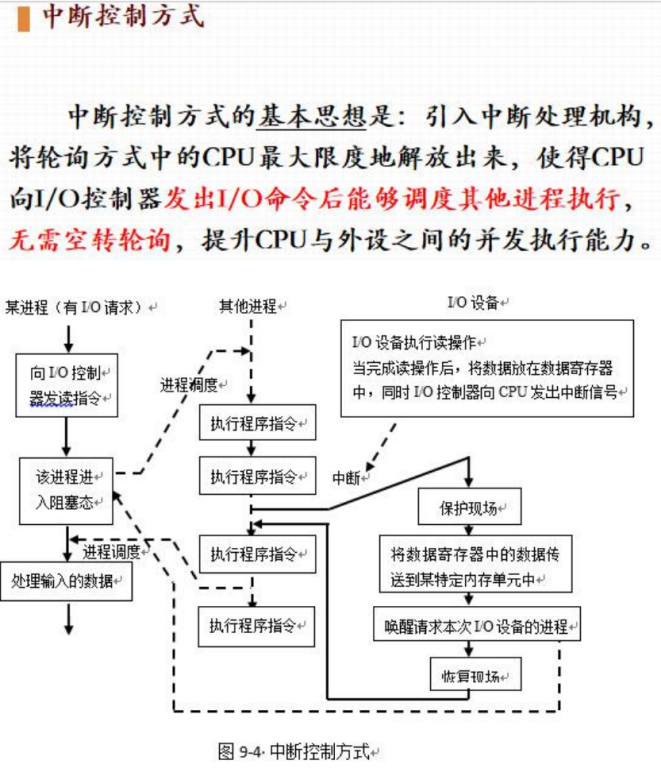 中断控制方式
中断控制方式的基本思想是：引入中断处理机构，
将轮询方式中的CPU最大限度地解放出来，使得CPU
向I/O控制器发出I/O命令后能够调度其他进程执行，
无需空转轮询，提升CPU与外设之间的并发执行能力。
某进程（有 I/O 请求）
其他进程
I/O 设备
向 I/O 控制
器发读指令
该进程进
入阻塞态
进程调度
处理输入的数据
进程调度
执行程序指令
执行程序指令
执行程序指令
执行程序指令
I/O 设备执行读操作
当完成读操作后，将数据放在数据寄存器
中，同时 I/O 控制器向 CPU 发出中断信号
中断
保护现场
将数据寄存器中的数据传
送到某特定内存单元中
唤醒请求本次 I/O 设备的进程
恢复现场
图 9-4· 中断控制方式